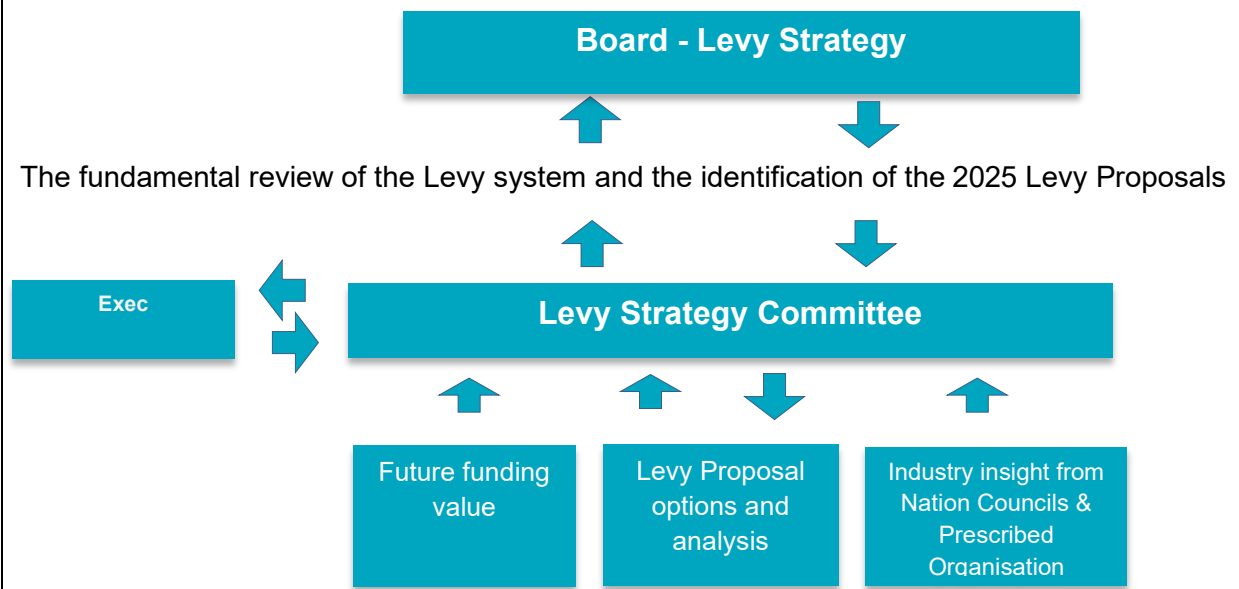 Board - Levy Strategy
The fundamental review of the Levy system and the identification of the 2025 Levy Proposals
Exec
Levy Strategy Committee
Future funding
value
Levy Proposal
options and
analysis
Industry insight from
Nation Councils &
Prescribed
Organisation